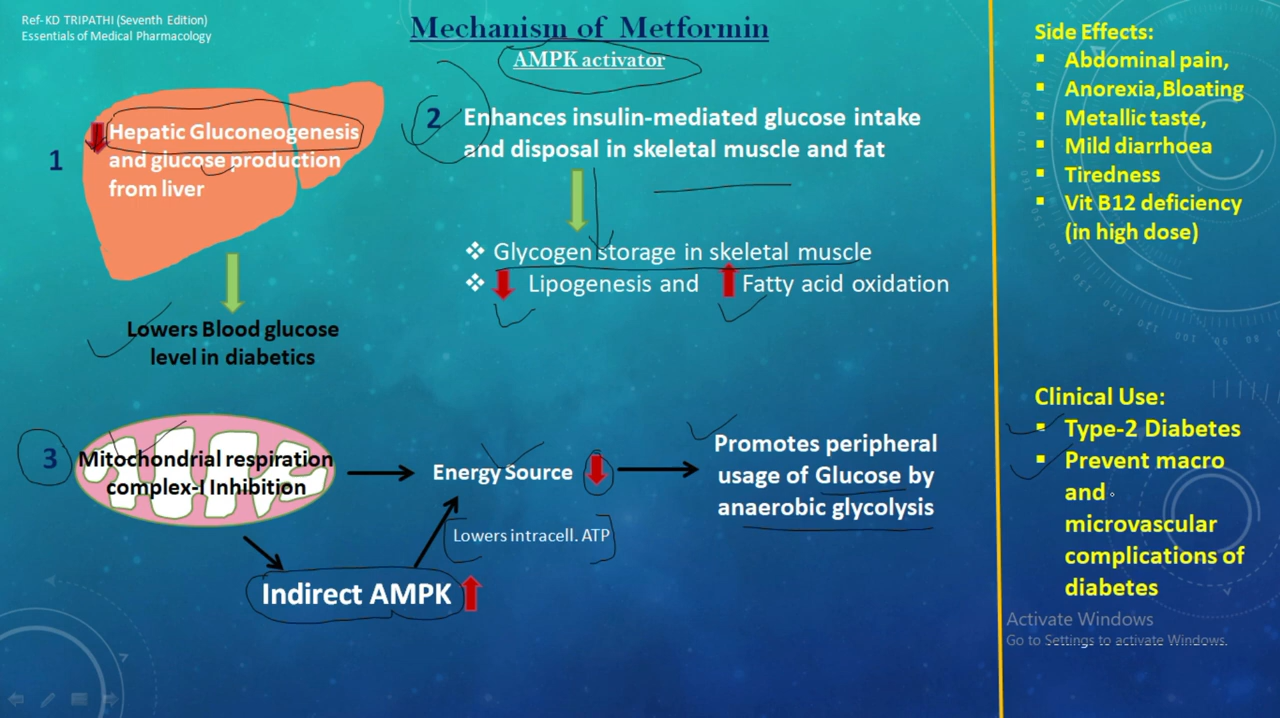 Ref-KD TRIPATHI (Seventh Edition)
Essentials of Medical Pharmacology
Mechanism of Metformin
AMPK activator
1
Hepatic Gluconeogenesis
and glucose production
from liver
Lowers Blood glucose
level in diabetics
2
Enhances insulin-mediated glucose intake
and disposal in skeletal muscle and fat
❖ Glycogen storage in skeletal muscle
❖ Lipogenesis and Fatty acid oxidation
3
Mitochondrial respiration
complex-I Inhibition
Energy Source
Lowers intracell. ATP
Indirect AMPK
Promotes peripheral
usage of Glucose by
anaerobic glycolysis
Side Effects:
▪ Abdominal pain,
▪ Anorexia,Bloating
▪ Metallic taste,
▪ Mild diarrhoea
▪ Tiredness
▪ Vit B12 deficiency
(in high dose)
Clinical Use:
▪ Type-2 Diabetes
▪ Prevent macro
and
microvascular
complications of
diabetes
Activate Windows
Go to Settings to activate Windows.